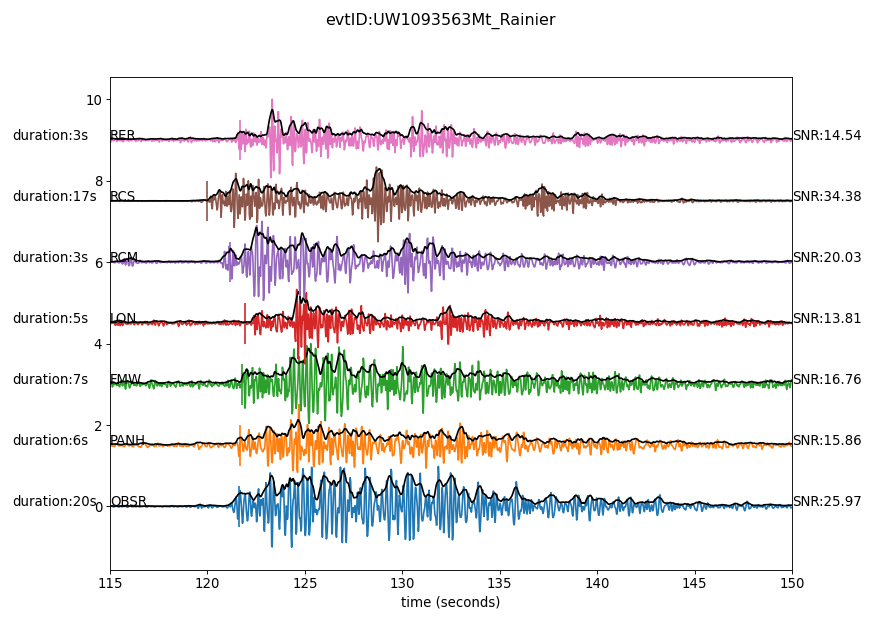 evtID:UW1093563Mt_Rainier
10
duration:3s RER SNR:14.54
8
duration:17s RCS SNR:34.38
duration:3s RCM SNR:20.03
6
duration:5s LON SNR:13.81
4
duration:7s FMW SNR:16.76
2
duration:6s PANH SNR:15.86
duration:20s OBSR SNR:25.97
0
115 120 125 130 135 140 145 150
time (seconds)